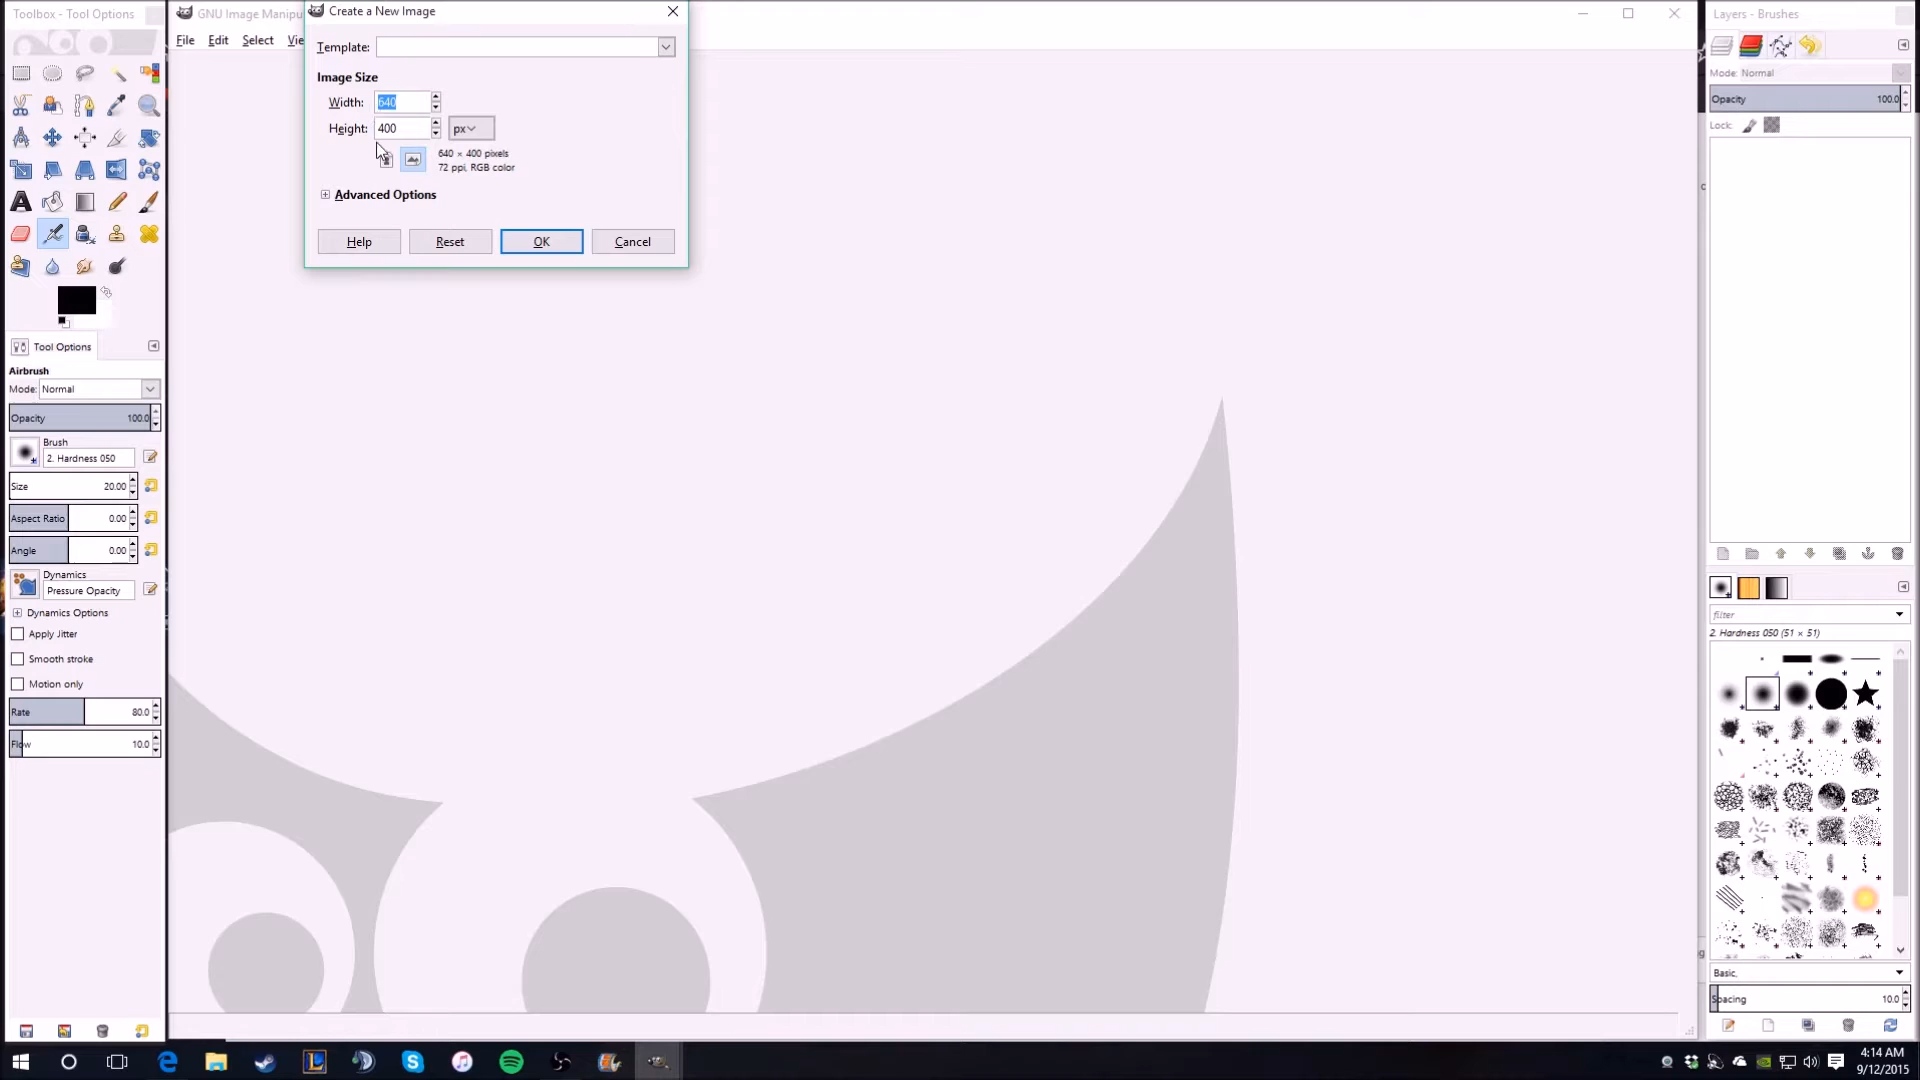 Toolbox - Tool Options
GNU Image Manipu
Create a New Image
Layers - Brushes
File Edit Select Vie
Template:
Image Size
Width: 640
Height: 400 px
640 × 400 pixels
72 ppi, RGB color
Advanced Options
Help Reset OK Cancel
Mode: Normal
Opacity 100.0
Lock:
Tool Options
Airbrush
Mode: Normal
Opacity 100.0
Brush
2. Hardness 050
Size 20.00
Aspect Ratio 0.00
Angle 0.00
Dynamics
Pressure Opacity
Dynamics Options
Apply Jitter
Smooth stroke
Motion only
Rate 80.0
Flow 10.0
filter
2. Hardness 050 (51 × 51)
Basic,
Spacing 10.0
4:14 AM
9/12/2015